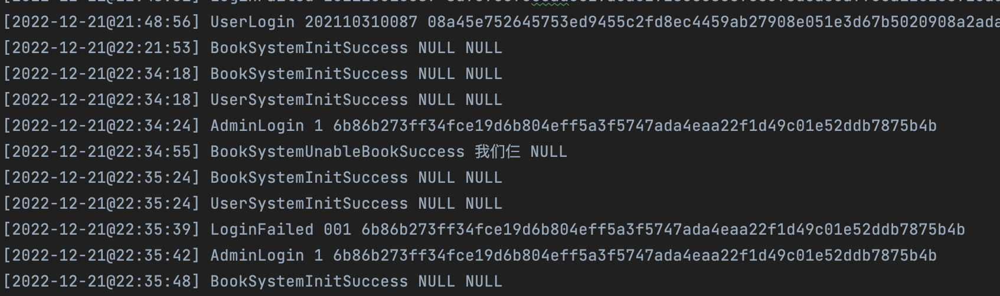 [2022-12-21@21:48:56] UserLogin 202110310087 08a45e752645753ed9455c2fd8ec4459ab27908e051e3d67b5020908a2ada
[2022-12-21@22:21:53] BookSystemInitSuccess NULL NULL
[2022-12-21@22:34:18] BookSystemInitSuccess NULL NULL
[2022-12-21@22:34:18] UserSystemInitSuccess NULL NULL
[2022-12-21@22:34:24] AdminLogin 1 6b86b273ff34fce19d6b804eff5a3f5747ada4eaa22f1d49c01e52ddb7875b4b
[2022-12-21@22:34:55] BookSystemUnableBookSuccess 我们仨 NULL
[2022-12-21@22:35:24] BookSystemInitSuccess NULL NULL
[2022-12-21@22:35:24] UserSystemInitSuccess NULL NULL
[2022-12-21@22:35:39] LoginFailed 001 6b86b273ff34fce19d6b804eff5a3f5747ada4eaa22f1d49c01e52ddb7875b4b
[2022-12-21@22:35:42] AdminLogin 1 6b86b273ff34fce19d6b804eff5a3f5747ada4eaa22f1d49c01e52ddb7875b4b
[2022-12-21@22:35:48] BookSystemInitSuccess NULL NULL